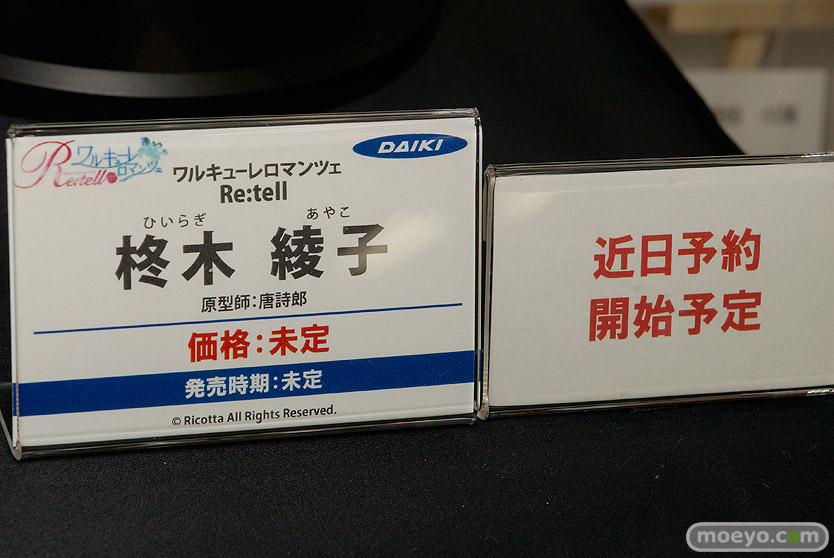 Re:tell
ワルキューレ
ロマンツェ
DAIKI
ワルキューレロマンツェ
Re:tell
ひいらぎ あやこ
柊木 綾子
原型師:唐詩郎
価格:未定
発売時期:未定
© Ricotta All Rights Reserved.
近日予約
開始予定
moeyo.com